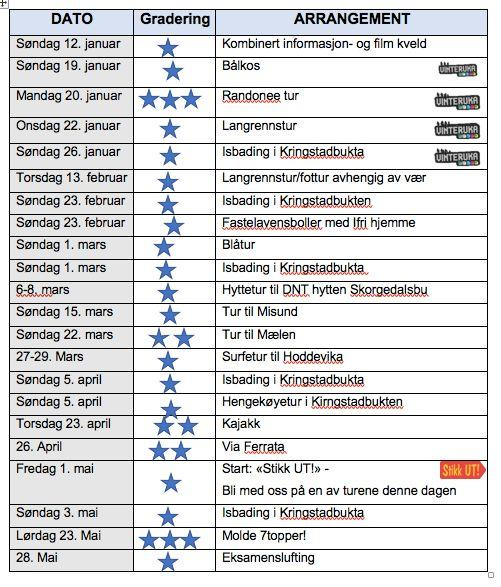 DATO Gradering ARRANGEMENT
Søndag 12. januar Kombinert informasjon- og film kveld
Søndag 19. januar Bålkos VINTERUKA
Mandag 20. januar Randonee tur VINTERUKA
Onsdag 22. januar Langrennstur VINTERUKA
Søndag 26. januar Isbading i Kringstadbukta VINTERUKA
Torsdag 13. februar Langrennstur/fottur avhengig av vær
Søndag 23. februar Isbading i Kringstadbukten
Søndag 23. februar Fastelavensboller med Ifri hjemme
Søndag 1. mars Blåtur
Søndag 1. mars Isbading i Kringstadbukta
6-8. mars Hyttetur til DNT hytten Skorgedalsbu
Søndag 15. mars Tur til Misund
Søndag 22. mars Tur til Mælen
27-29. Mars Surfetur til Hoddevika
Søndag 5. april Isbading i Kringstadbukta
Søndag 5. april Hengekøyetur i Kirngstadbukten
Torsdag 23. april Kajakk
26. April Via Ferrata
Fredag 1. mai Start: «Stikk UT!» - Stikk UT!
Bli med oss på en av turene denne dagen
Søndag 3. mai Isbading i Kringstadbukta
Lørdag 23. Mai Molde 7topper!
28. Mai Eksamenslufting